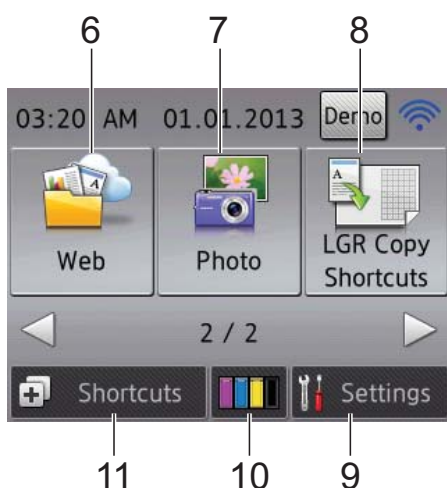 6 7 8
03:20 AM 01.01.2013 Demo
Web Photo LGR Copy
Shortcuts
2 / 2
Shortcuts Settings
11 10 9